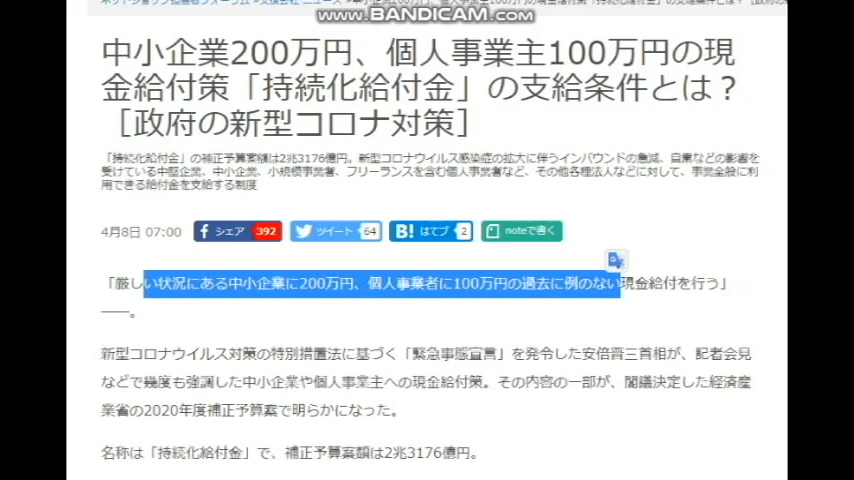 www.BANDICAM.com
ネットショップ担当者フォーラム
中小企業200万円、個人事業主100万円の現
金給付策「持続化給付金」の支給条件とは？
［政府の新型コロナ対策］
「持続化給付金」の補正予算案額は2兆3176億円。新型コロナウイルス感染症の拡大に伴うインバウンドの急減、自粛などの影響を
受けている中堅企業、中小企業、小規模事業者、フリーランスを含む個人事業者など、その他各種法人などに対して、事業全般に利
用できる給付金を支給する制度
4月8日 07:00 シェア 392 ツイート 64 B! はてブ 2 noteで書く
「厳しい状況にある中小企業に200万円、個人事業者に100万円の過去に例のない現金給付を行う」
――。
新型コロナウイルス対策の特別措置法に基づく「緊急事態宣言」を発令した安倍晋三首相が、記者会見
などで幾度も強調した中小企業や個人事業主への現金給付策。その内容の一部が、閣議決定した経済産
業省の2020年度補正予算案で明らかになった。
名称は「持続化給付金」で、補正予算案額は2兆3176億円。